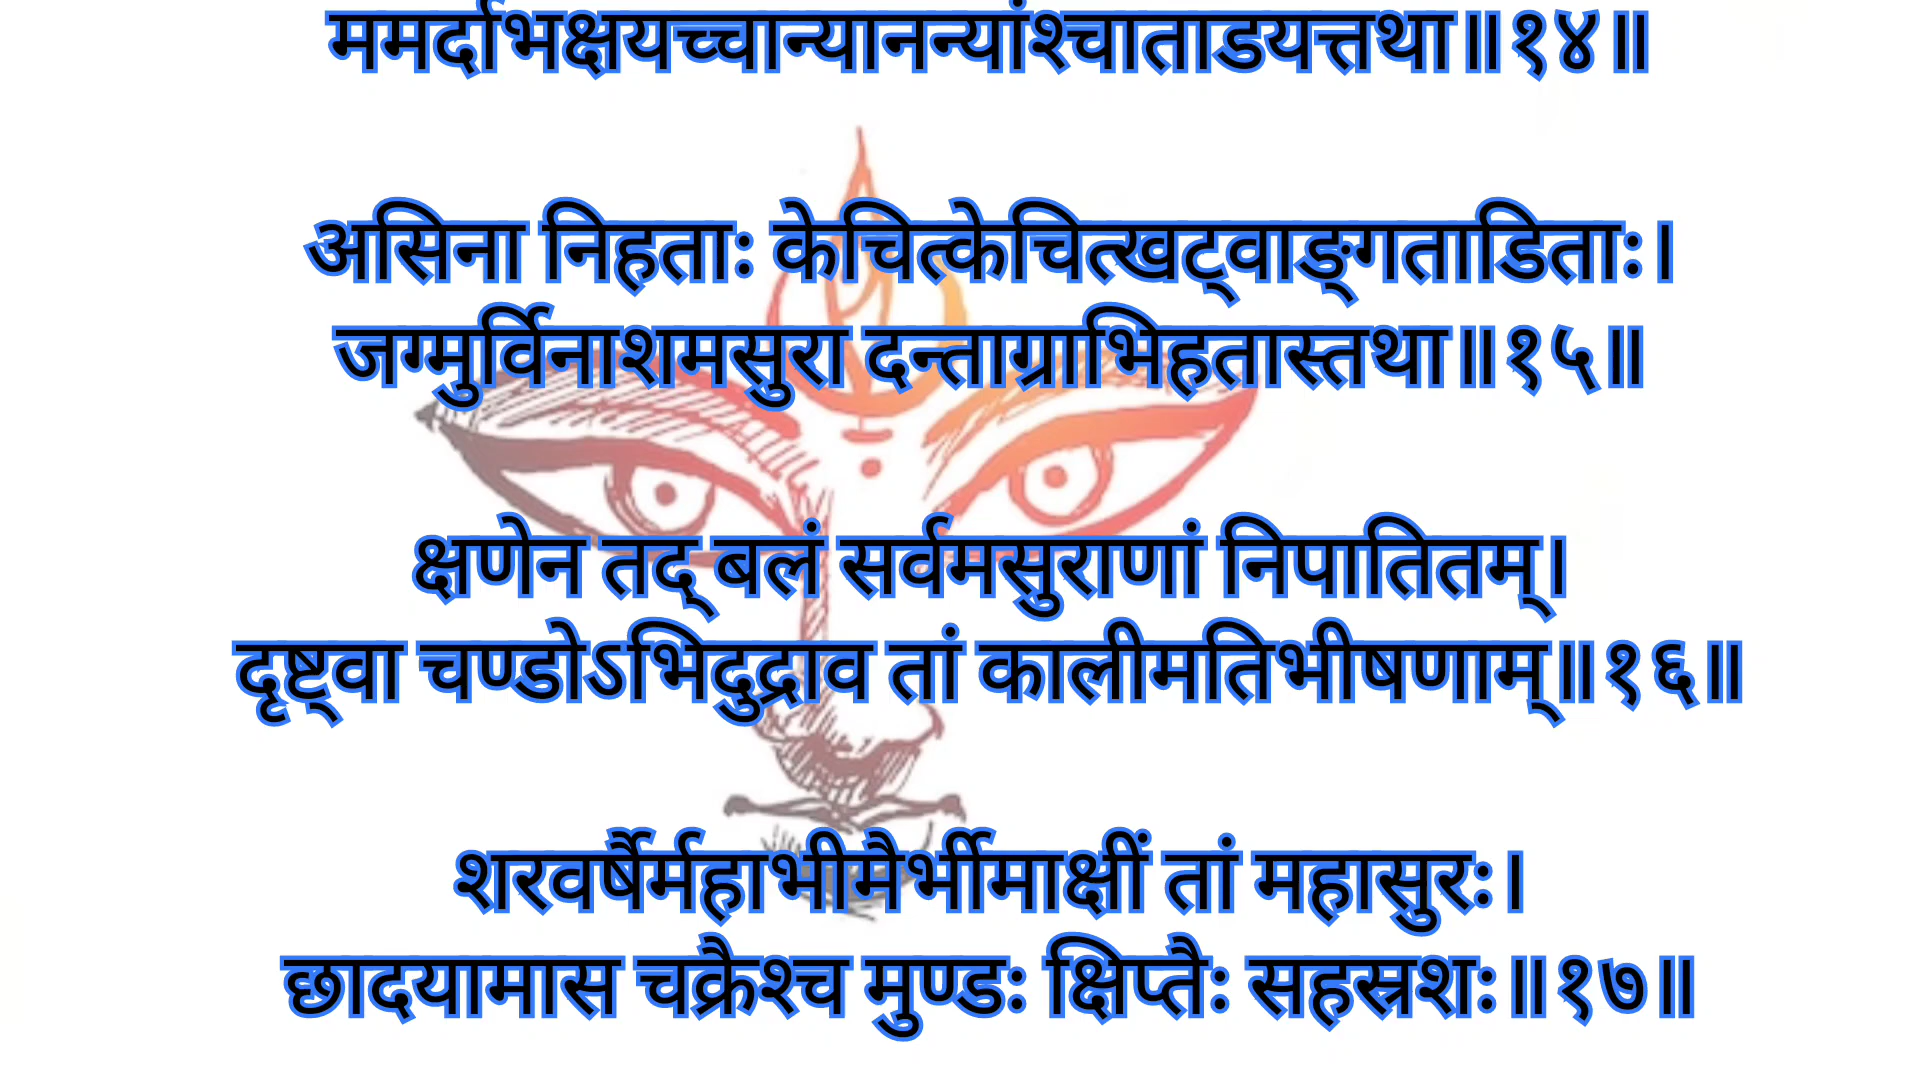 ममर्दाभक्षयच्चान्यानन्यांश्चाताडयत्तथा॥१४॥
असिना निहताः केचित्केचित्खट्वाङ्गताडिताः।
जग्मुर्विनाशमसुरा दन्ताग्राभिहतास्तथा॥१५॥
क्षणेन तद् बलं सर्वमसुराणां निपातितम्।
दृष्ट्वा चण्डोऽभिदुद्राव तां कालीमतिभीषणाम्॥१६॥
शरवर्षैर्महाभीमैर्भीमाक्षीं तां महासुरः।
छादयामास चक्रैश्च मुण्डः क्षिप्तैः सहस्रशः॥१७॥